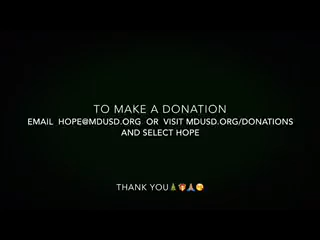 TO MAKE A DONATION
EMAIL HOPE@MDUSD.ORG OR VISIT MDUSD.ORG/DONATIONS
AND SELECT HOPE
THANK YOU🎄💝🙏😋